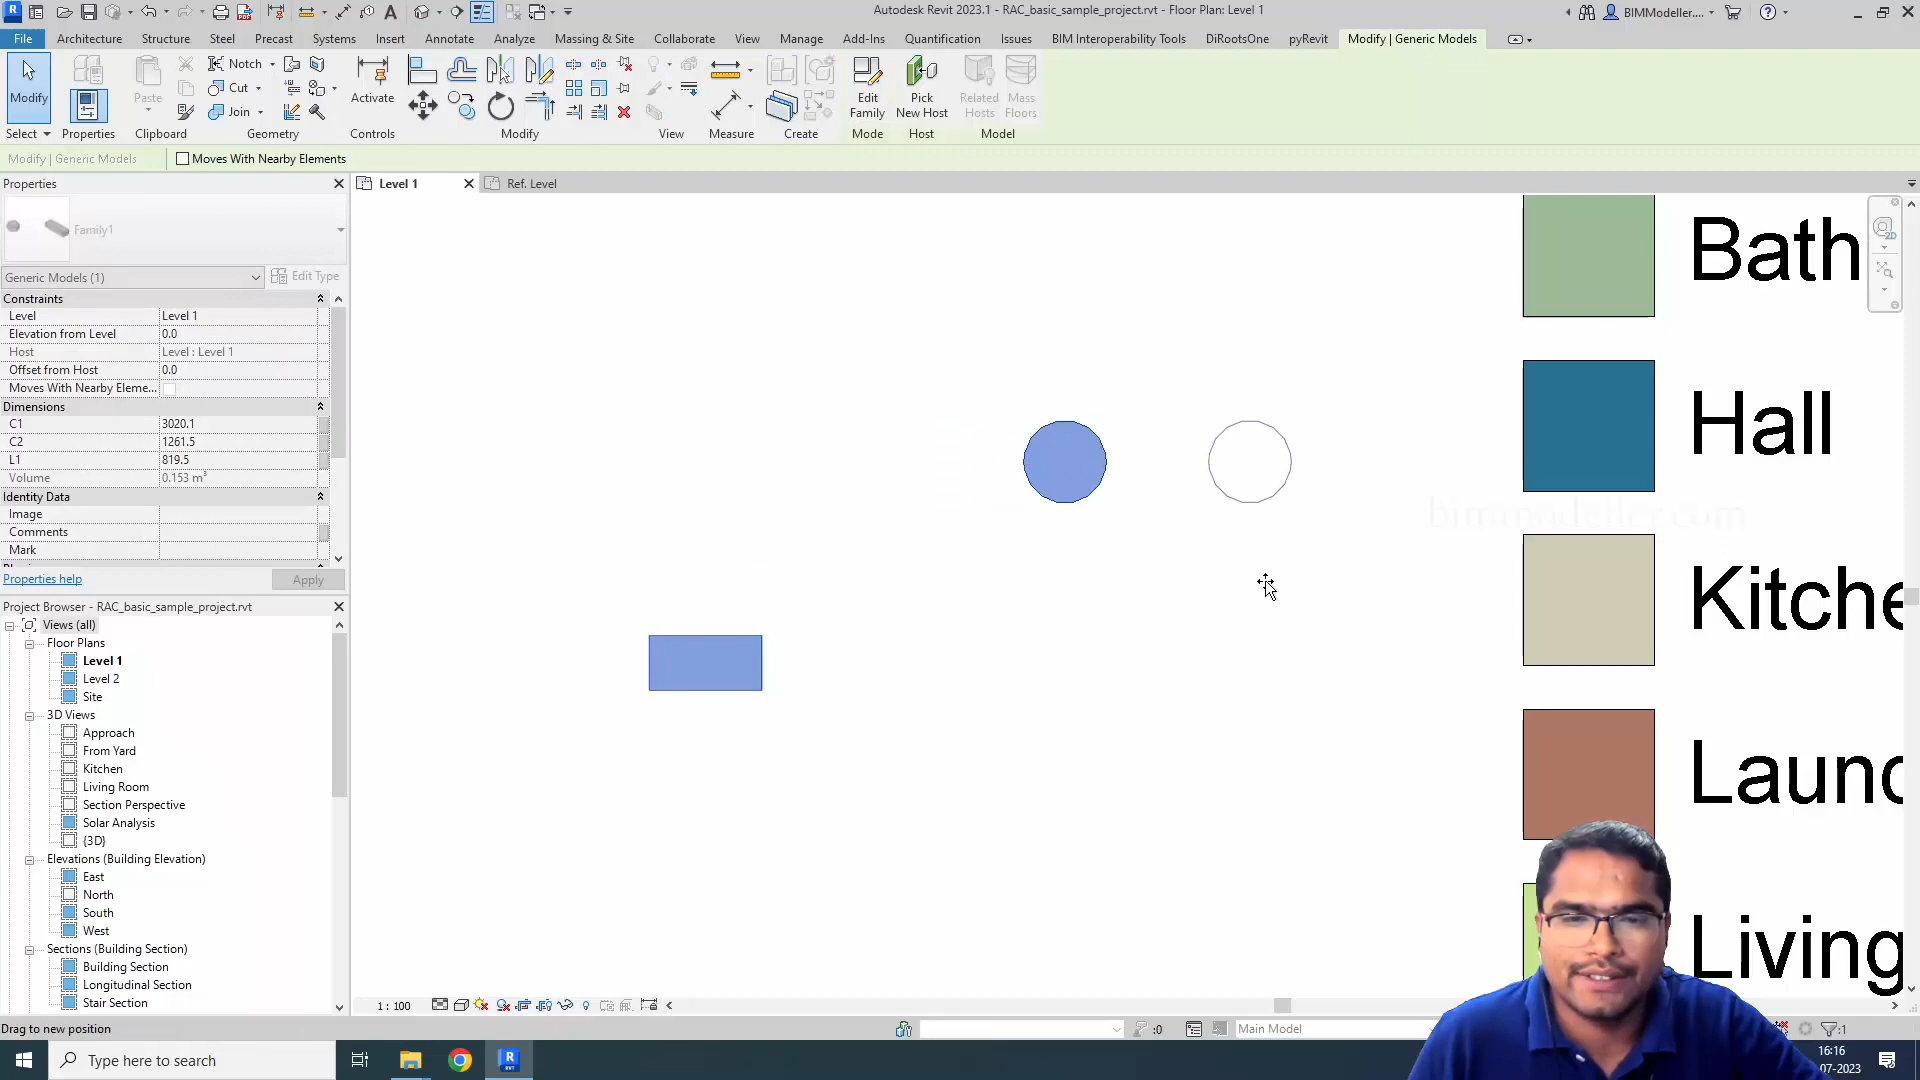 Autodesk Revit 2023.1 - RAC_basic_sample_project.rvt - Floor Plan: Level 1
BIMModeller....
File Architecture Structure Steel Precast Systems Insert Annotate Analyze Massing & Site Collaborate View Manage Add-Ins Quantification Issues BIM Interoperability Tools DiRootsOne pyRevit Modify | Generic Models
Modify Paste Notch Cut Join Activate Edit Family Pick New Host Related Hosts Mass Floors
Select Properties Clipboard Geometry Controls Modify View Measure Create Mode Host Model
Modify | Generic Models Moves With Nearby Elements
Properties
Level 1 Ref. Level
Family1
Generic Models (1) Edit Type
Constraints
Level Level 1
Elevation from Level 0.0
Host Level : Level 1
Offset from Host 0.0
Moves With Nearby Eleme...
Dimensions
C1 3020.1
C2 1261.5
L1 819.5
Volume 0.153 m³
Identity Data
Image
Comments
Mark
Properties help Apply
Project Browser - RAC_basic_sample_project.rvt
Views (all)
Floor Plans
Level 1
Level 2
Site
3D Views
Approach
From Yard
Kitchen
Living Room
Section Perspective
Solar Analysis
{3D}
Elevations (Building Elevation)
East
North
South
West
Sections (Building Section)
Building Section
Longitudinal Section
Stair Section
Bath
Hall
bimmodeller.com
Kitche
Laund
Living
1 : 100
Drag to new position
:0
Main Model
:1
Type here to search
16:16
07-2023